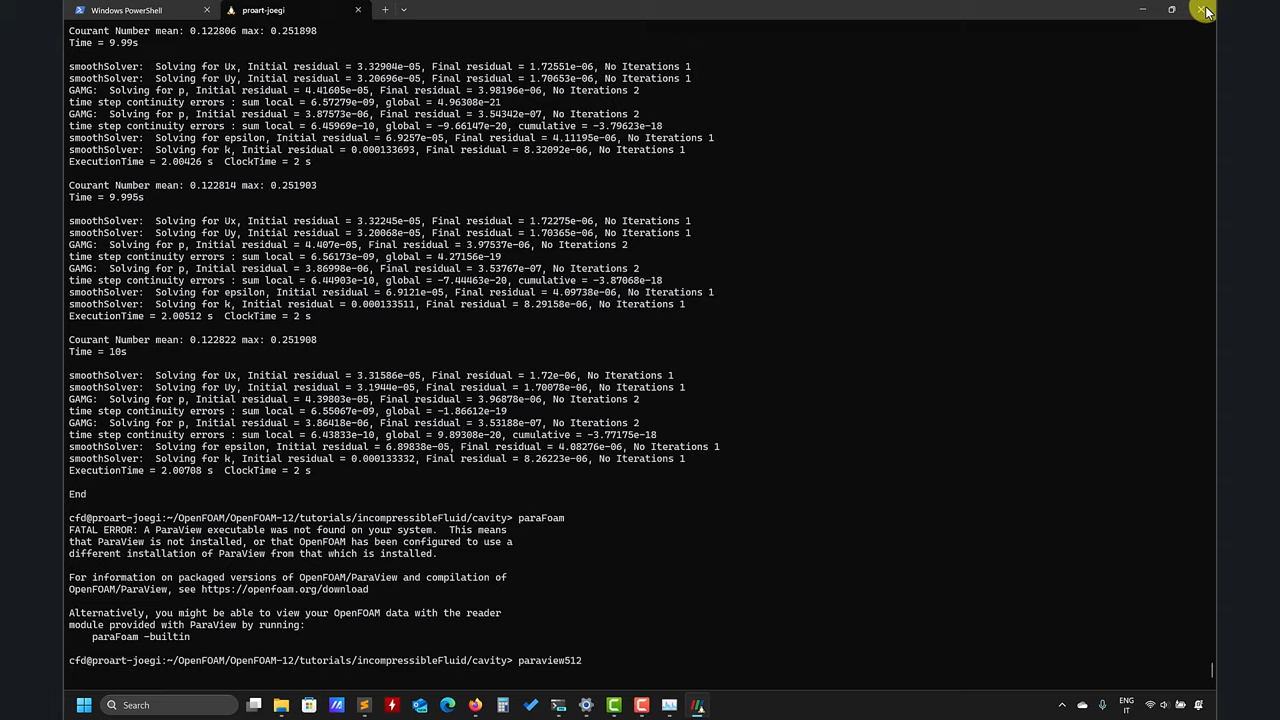 Windows PowerShell
proart-joegi
Courant Number mean: 0.122806 max: 0.251898
Time = 9.99s
smoothSolver:  Solving for Ux, Initial residual = 3.32904e-05, Final residual = 1.72551e-06, No Iterations 1
smoothSolver:  Solving for Uy, Initial residual = 3.20696e-05, Final residual = 1.70653e-06, No Iterations 1
GAMG:  Solving for p, Initial residual = 4.41605e-05, Final residual = 3.98196e-06, No Iterations 2
time step continuity errors : sum local = 6.57279e-09, global = 4.96308e-21
GAMG:  Solving for p, Initial residual = 3.87573e-06, Final residual = 3.54342e-07, No Iterations 2
time step continuity errors : sum local = 6.45969e-10, global = -9.66147e-20, cumulative = -3.79623e-18
smoothSolver:  Solving for epsilon, Initial residual = 6.9257e-05, Final residual = 4.11195e-06, No Iterations 1
smoothSolver:  Solving for k, Initial residual = 0.000133693, Final residual = 8.32092e-06, No Iterations 1
ExecutionTime = 2.00426 s  ClockTime = 2 s
Courant Number mean: 0.122814 max: 0.251903
Time = 9.995s
smoothSolver:  Solving for Ux, Initial residual = 3.32245e-05, Final residual = 1.72275e-06, No Iterations 1
smoothSolver:  Solving for Uy, Initial residual = 3.20068e-05, Final residual = 1.70365e-06, No Iterations 1
GAMG:  Solving for p, Initial residual = 4.407e-05, Final residual = 3.97537e-06, No Iterations 2
time step continuity errors : sum local = 6.56173e-09, global = 4.27156e-19
GAMG:  Solving for p, Initial residual = 3.86998e-06, Final residual = 3.53767e-07, No Iterations 2
time step continuity errors : sum local = 6.44903e-10, global = -7.44463e-20, cumulative = -3.87068e-18
smoothSolver:  Solving for epsilon, Initial residual = 6.9121e-05, Final residual = 4.09738e-06, No Iterations 1
smoothSolver:  Solving for k, Initial residual = 0.000133511, Final residual = 8.29158e-06, No Iterations 1
ExecutionTime = 2.00512 s  ClockTime = 2 s
Courant Number mean: 0.122822 max: 0.251908
Time = 10s
smoothSolver:  Solving for Ux, Initial residual = 3.31586e-05, Final residual = 1.72e-06, No Iterations 1
smoothSolver:  Solving for Uy, Initial residual = 3.1944e-05, Final residual = 1.70078e-06, No Iterations 1
GAMG:  Solving for p, Initial residual = 4.39803e-05, Final residual = 3.96878e-06, No Iterations 2
time step continuity errors : sum local = 6.55067e-09, global = -1.86612e-19
GAMG:  Solving for p, Initial residual = 3.86418e-06, Final residual = 3.53188e-07, No Iterations 2
time step continuity errors : sum local = 6.43833e-10, global = 9.89308e-20, cumulative = -3.77175e-18
smoothSolver:  Solving for epsilon, Initial residual = 6.89838e-05, Final residual = 4.08276e-06, No Iterations 1
smoothSolver:  Solving for k, Initial residual = 0.000133332, Final residual = 8.26223e-06, No Iterations 1
ExecutionTime = 2.00708 s  ClockTime = 2 s
End
cfd@proart-joegi:~/OpenFOAM/OpenFOAM-12/tutorials/incompressibleFluid/cavity> paraFoam
FATAL ERROR: A ParaView executable was not found on your system.  This means
that ParaView is not installed, or that OpenFOAM has been configured to use a
different installation of ParaView from that which is installed.
For information on packaged versions of OpenFOAM/ParaView and compilation of
OpenFOAM/ParaView, see https://openfoam.org/download
Alternatively, you might be able to view your OpenFOAM data with the reader
module provided with ParaView by running:
    paraFoam -builtin
cfd@proart-joegi:~/OpenFOAM/OpenFOAM-12/tutorials/incompressibleFluid/cavity> paraview512
Search
ENG
IT